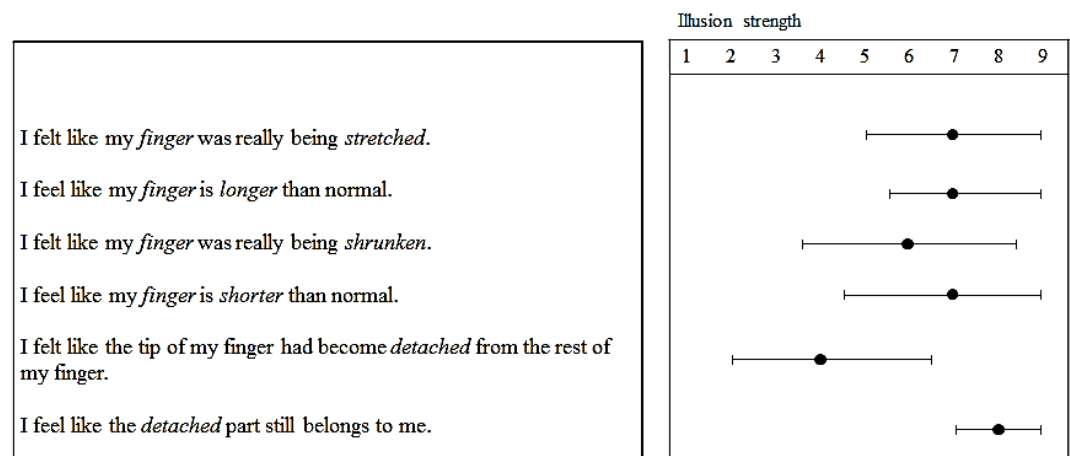 Illusion strength
1 2 3 4 5 6 7 8 9
I felt like my finger was really being stretched.
I feel like my finger is longer than normal.
I felt like my finger was really being shrunken.
I feel like my finger is shorter than normal.
I felt like the tip of my finger had become detached from the rest of
my finger.
I feel like the detached part still belongs to me.